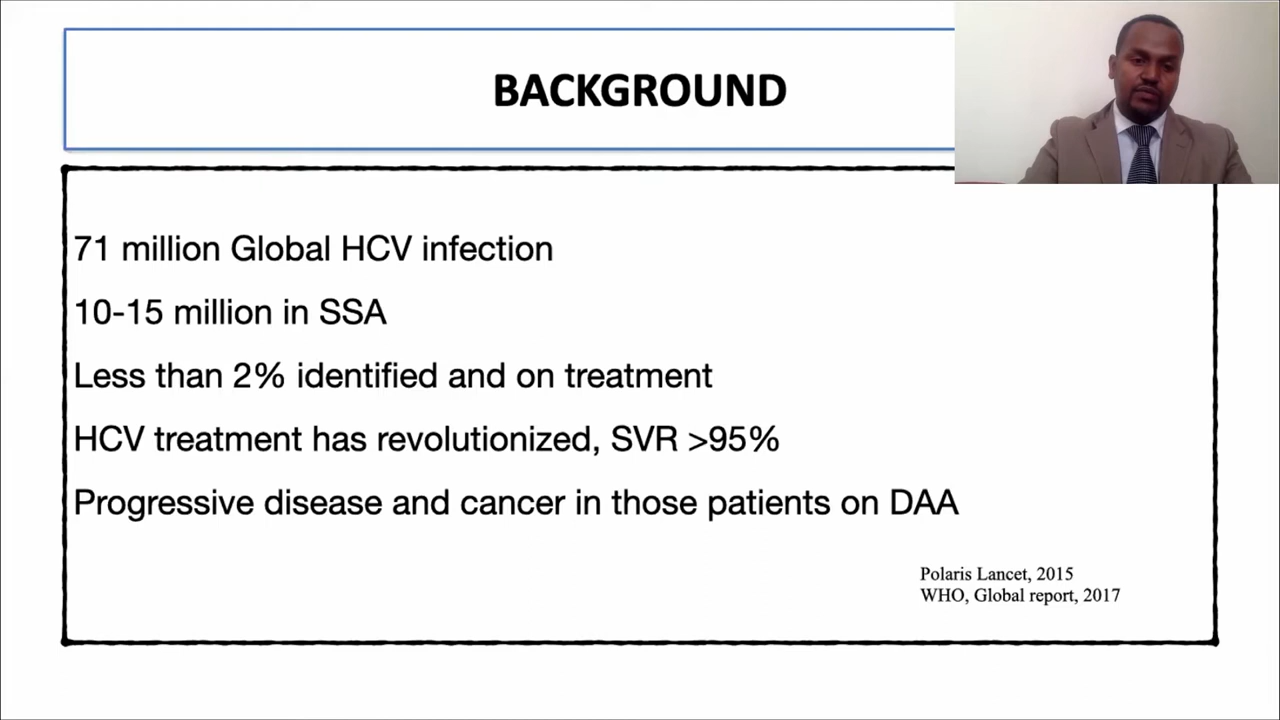 BACKGROUND
71 million Global HCV infection
10-15 million in SSA
Less than 2% identified and on treatment
HCV treatment has revolutionized, SVR >95%
Progressive disease and cancer in those patients on DAA
Polaris Lancet, 2015
WHO, Global report, 2017